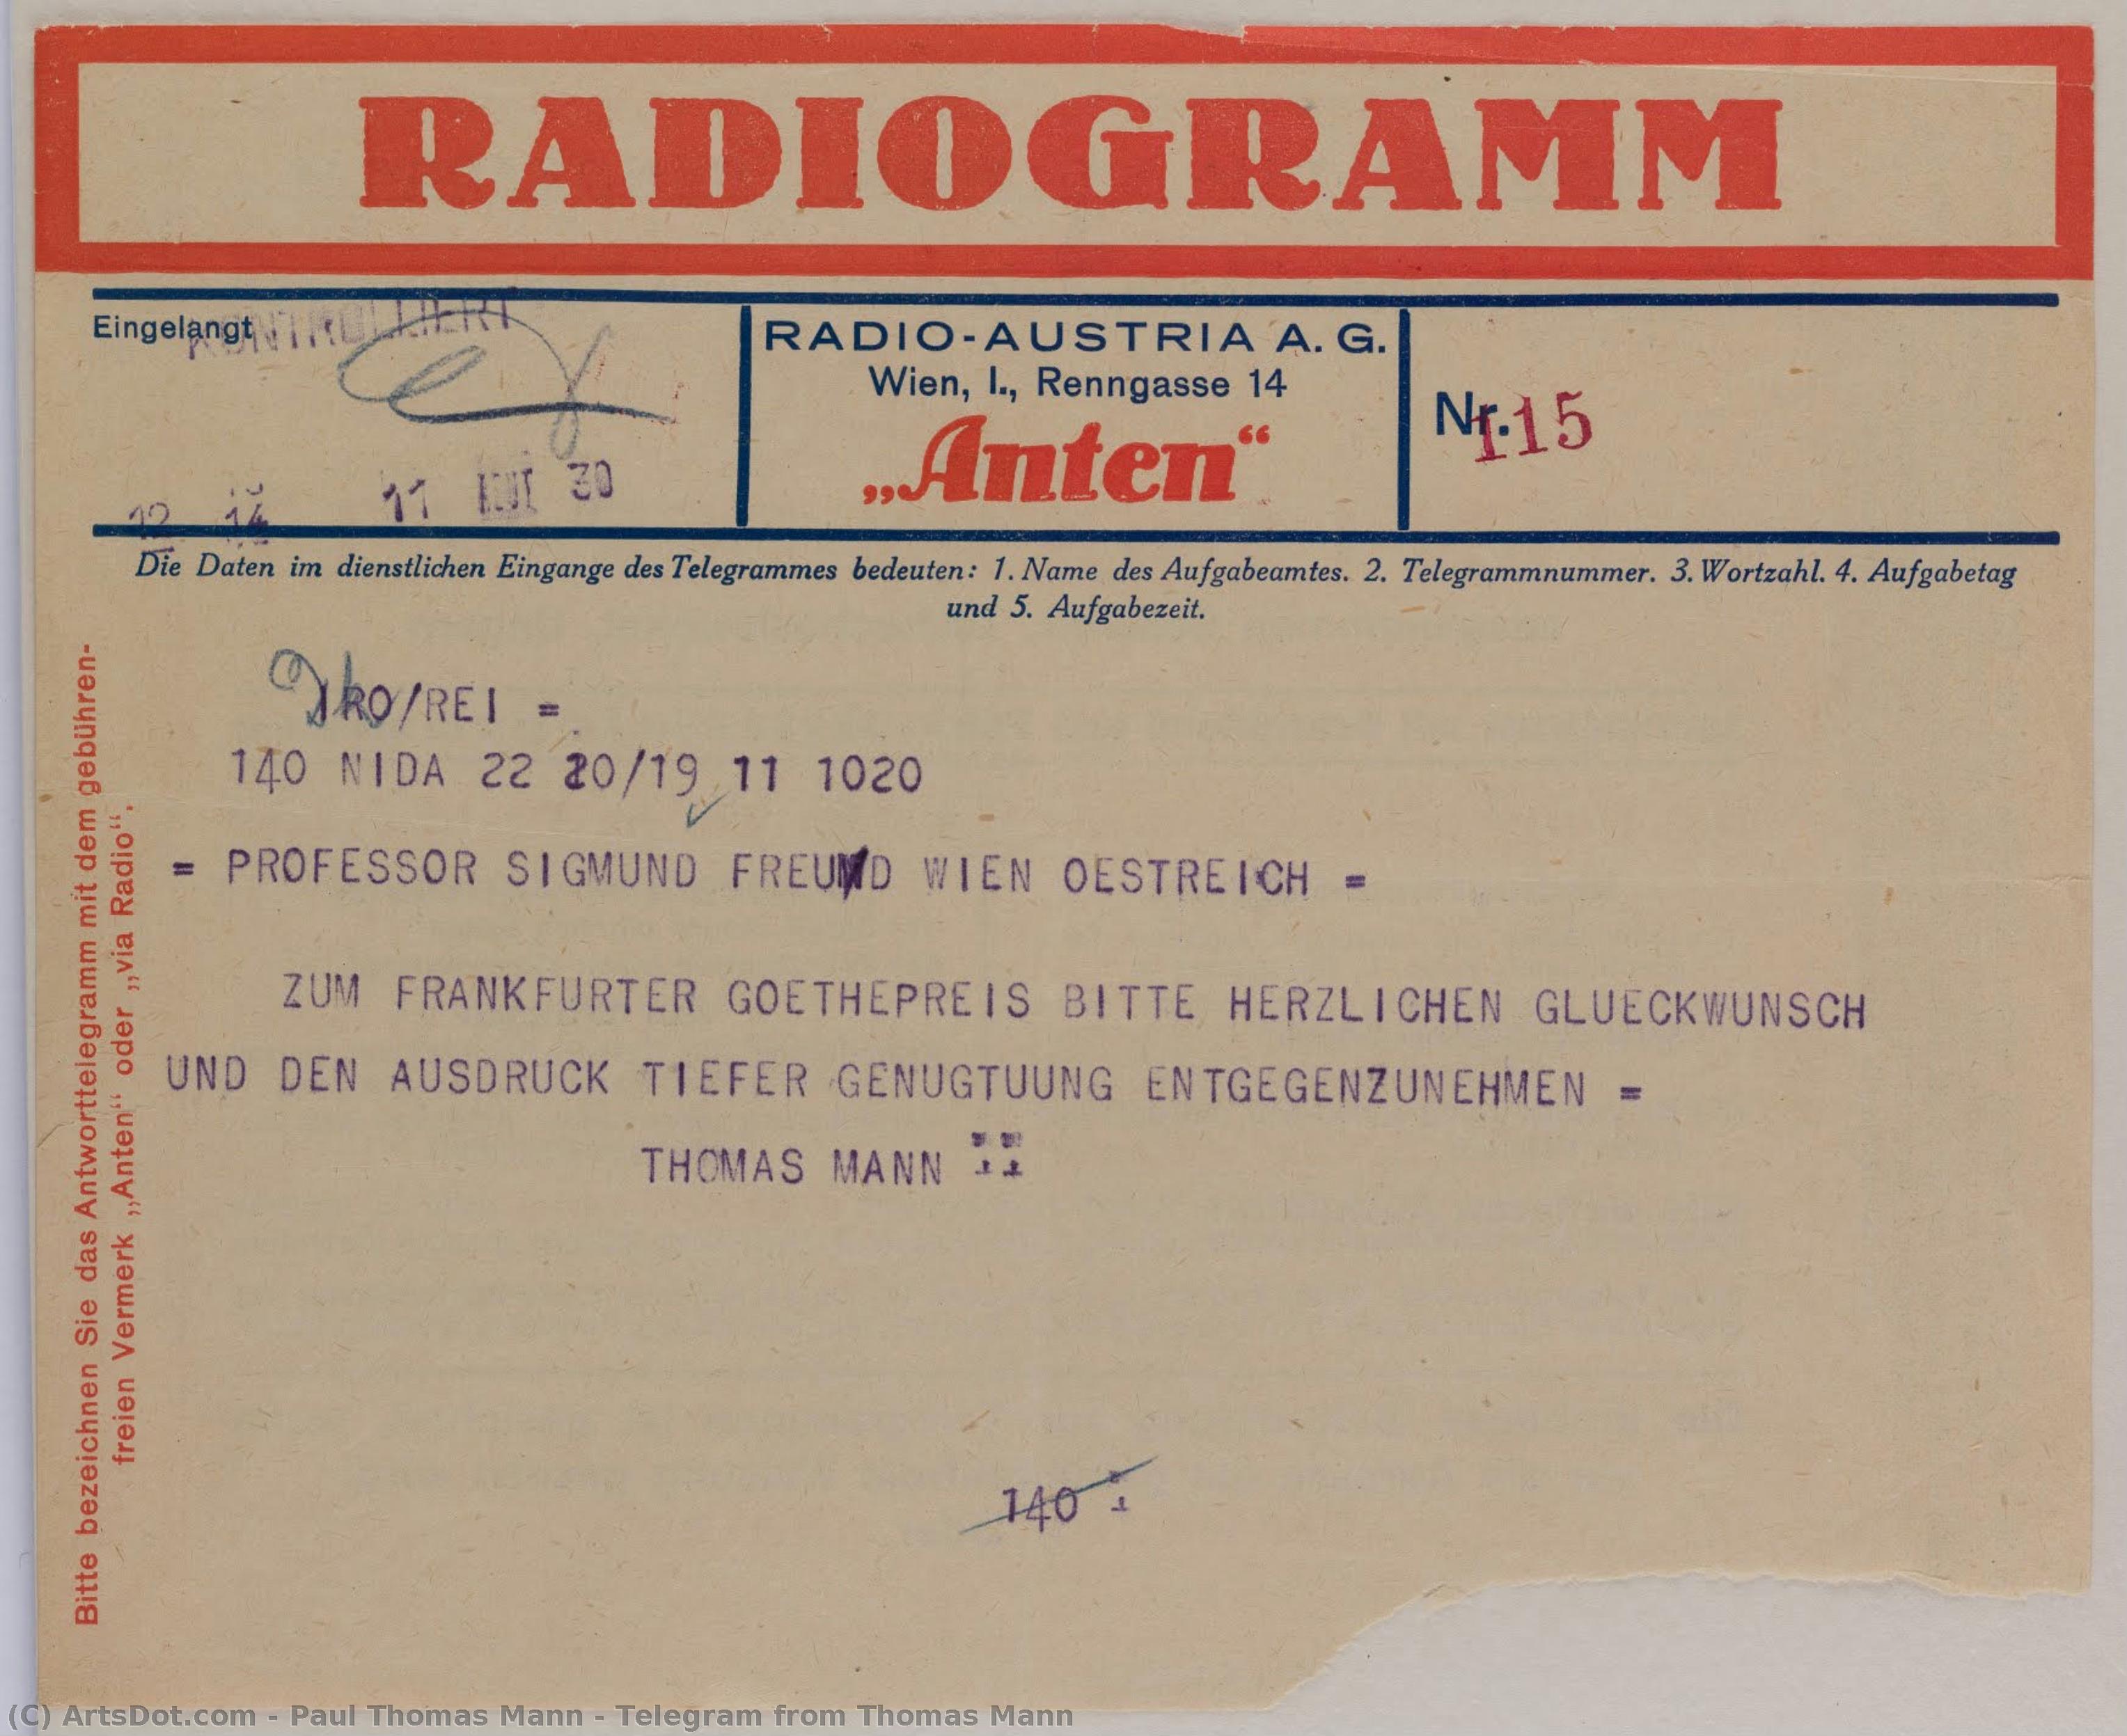 RADIOGRAMM
Eingelangt
KONTROLLIERT
12 14 11 30
RADIO-AUSTRIA A. G.
Wien, I., Renngasse 14
„Anten“
Nr. 115
Die Daten im dienstlichen Eingange des Telegrammes bedeuten: 1. Name des Aufgabeamtes. 2. Telegrammnummer. 3. Wortzahl. 4. Aufgabetag
und 5. Aufgabezeit.
Bitte bezeichnen Sie das Antworttelegramm mit dem gebühren-
freien Vermerk „Anten“ oder „via Radio“.
/REI =
140 NIDA 22 20/19 11 1020
= PROFESSOR SIGMUND FREUND WIEN OESTREICH =
ZUM FRANKFURTER GOETHEPREIS BITTE HERZLICHEN GLUECKWUNSCH
UND DEN AUSDRUCK TIEFER GENUGTUUNG ENTGEGENZUNEHMEN =
THOMAS MANN
140
(C) ArtsDot.com - Paul Thomas Mann - Telegram from Thomas Mann